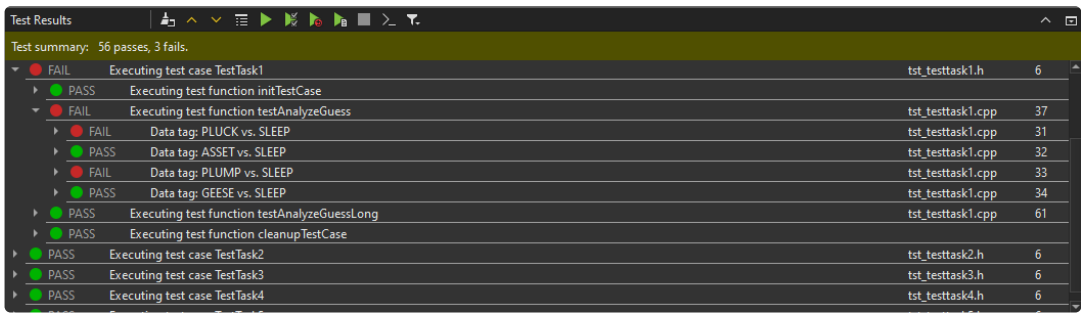 Test Results
Test summary: 56 passes, 3 fails.
FAIL Executing test case TestTask1 tst_testtask1.h 6
PASS Executing test function initTestCase
FAIL Executing test function testAnalyzeGuess tst_testtask1.cpp 37
FAIL Data tag: PLUCK vs. SLEEP tst_testtask1.cpp 31
PASS Data tag: ASSET vs. SLEEP tst_testtask1.cpp 32
FAIL Data tag: PLUMP vs. SLEEP tst_testtask1.cpp 33
PASS Data tag: GEESE vs. SLEEP tst_testtask1.cpp 34
PASS Executing test function testAnalyzeGuessLong tst_testtask1.cpp 61
PASS Executing test function cleanupTestCase
PASS Executing test case TestTask2 tst_testtask2.h 6
PASS Executing test case TestTask3 tst_testtask3.h 6
PASS Executing test case TestTask4 tst_testtask4.h 6